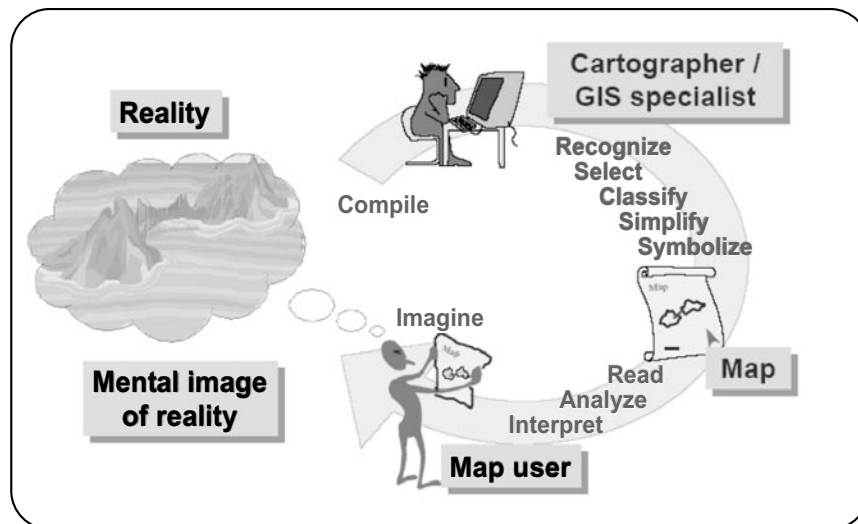 Cartographer /
GIS specialist
Reality
Recognize
Select
Classify
Simplify
Symbolize
Compile
Map
Map
Imagine
Map
Read
Analyze
Interpret
Mental image
of reality
Map user